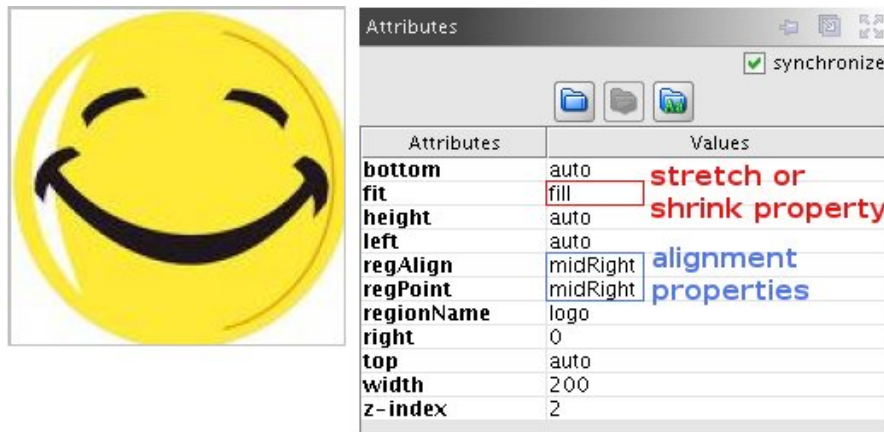 Attributes
synchronize
Attributes Values
bottom auto
fit fill
height auto
left auto
regAlign midRight
regPoint midRight
regionName logo
right 0
top auto
width 200
z-index 2
stretch or
shrink property
alignment
properties